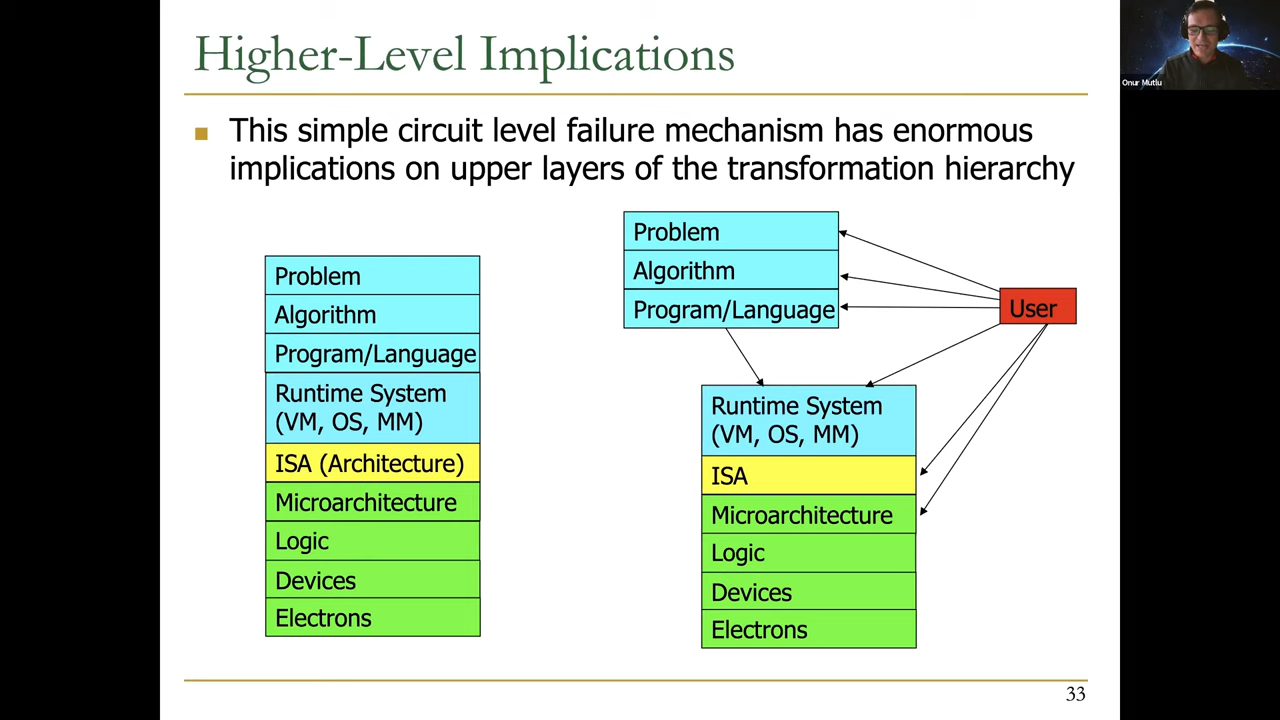 Higher-Level Implications
Onur Mutlu
This simple circuit level failure mechanism has enormous
implications on upper layers of the transformation hierarchy
Problem
Algorithm
Program/Language
Runtime System
(VM, OS, MM)
ISA (Architecture)
Microarchitecture
Logic
Devices
Electrons
Problem
Algorithm
Program/Language
User
Runtime System
(VM, OS, MM)
ISA
Microarchitecture
Logic
Devices
Electrons
33